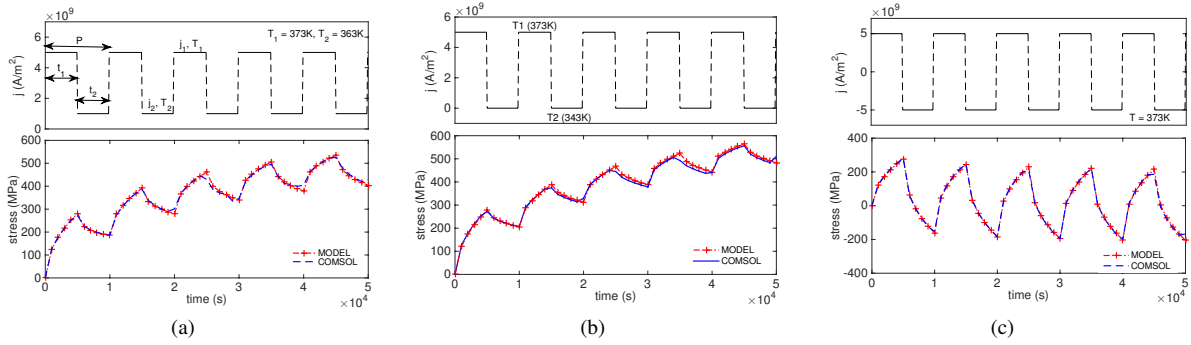 ×10⁹
T₁ = 373K, T₂ = 363K
P
j₁, T₁
t₁
t₂
j₂, T₂
j (A/m²)
6
4
2
0
600
500
400
300
200
100
0
stress (MPa)
MODEL
COMSOL
0 1 2 3 4 5
time (s)
×10⁴
(a)
×10⁹
T1 (373K)
T2 (343K)
j (A/m²)
4
2
0
600
500
400
300
200
100
0
stress (MPa)
MODEL
COMSOL
0 1 2 3 4 5
time (s)
×10⁴
(b)
×10⁹
5
0
-5
j (A/m²)
T = 373K
400
200
0
-200
-400
stress (MPa)
MODEL
COMSOL
0 1 2 3 4 5
time (s)
×10⁴
(c)